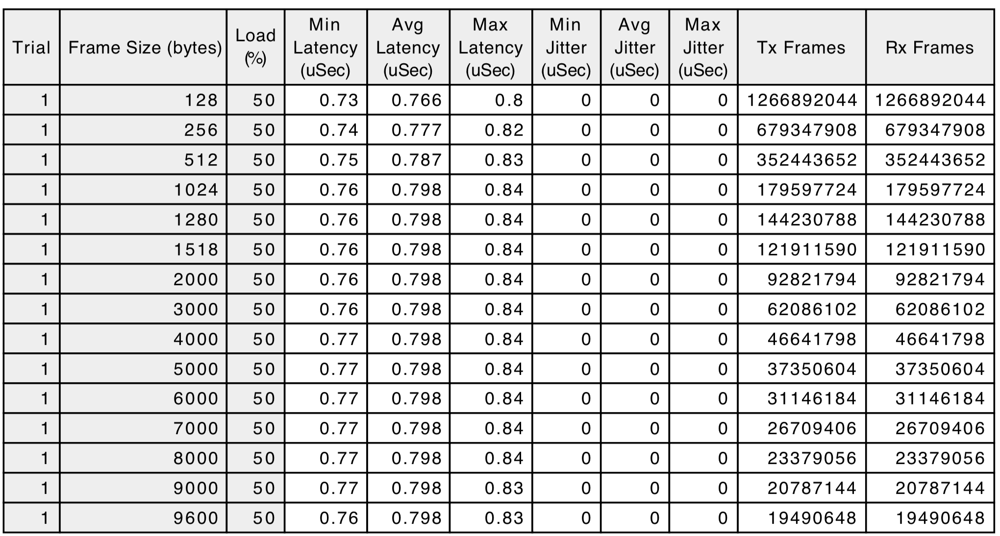 Trial Frame Size (bytes) Load (%) Min Latency (uSec) Avg Latency (uSec) Max Latency (uSec) Min Jitter (uSec) Avg Jitter (uSec) Max Jitter (uSec) Tx Frames Rx Frames
1 128 50 0.73 0.766 0.8 0 0 0 1266892044 1266892044
1 256 50 0.74 0.777 0.82 0 0 0 679347908 679347908
1 512 50 0.75 0.787 0.83 0 0 0 352443652 352443652
1 1024 50 0.76 0.798 0.84 0 0 0 179597724 179597724
1 1280 50 0.76 0.798 0.84 0 0 0 144230788 144230788
1 1518 50 0.76 0.798 0.84 0 0 0 121911590 121911590
1 2000 50 0.76 0.798 0.84 0 0 0 92821794 92821794
1 3000 50 0.76 0.798 0.84 0 0 0 62086102 62086102
1 4000 50 0.77 0.798 0.84 0 0 0 46641798 46641798
1 5000 50 0.77 0.798 0.84 0 0 0 37350604 37350604
1 6000 50 0.77 0.798 0.84 0 0 0 31146184 31146184
1 7000 50 0.77 0.798 0.84 0 0 0 26709406 26709406
1 8000 50 0.77 0.798 0.84 0 0 0 23379056 23379056
1 9000 50 0.77 0.798 0.83 0 0 0 20787144 20787144
1 9600 50 0.76 0.798 0.83 0 0 0 19490648 19490648